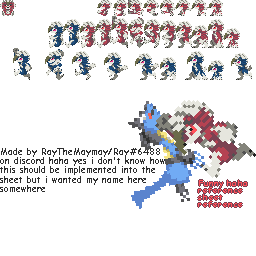 Made by RayTheMaymay/Ray#6488
on discord haha yes i don't know how
this should be implemented into the
sheet but i wanted my name here
somewhere
Funny haha
reference
sheet
reference